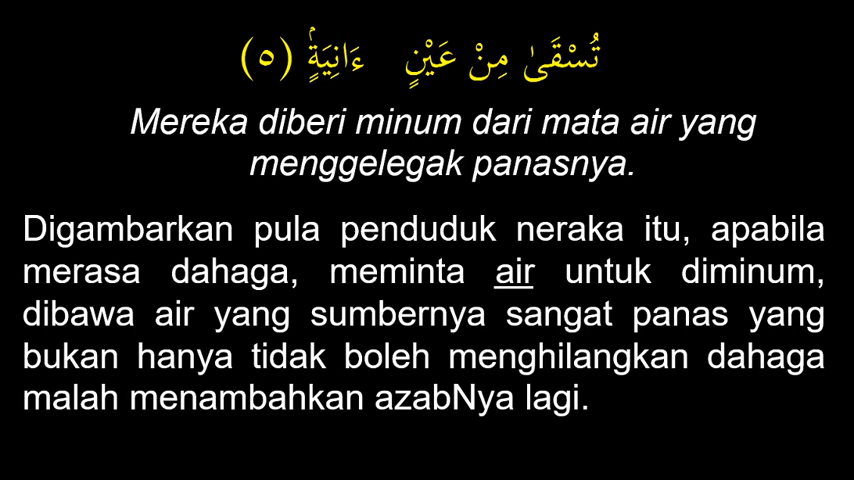 تُسْقَىٰ مِنْ عَيْنٍ ءَانِيَةٍۢ (٥)
Mereka diberi minum dari mata air yang
menggelegak panasnya.
Digambarkan pula penduduk neraka itu, apabila
merasa dahaga, meminta air untuk diminum,
dibawa air yang sumbernya sangat panas yang
bukan hanya tidak boleh menghilangkan dahaga
malah menambahkan azabNya lagi.